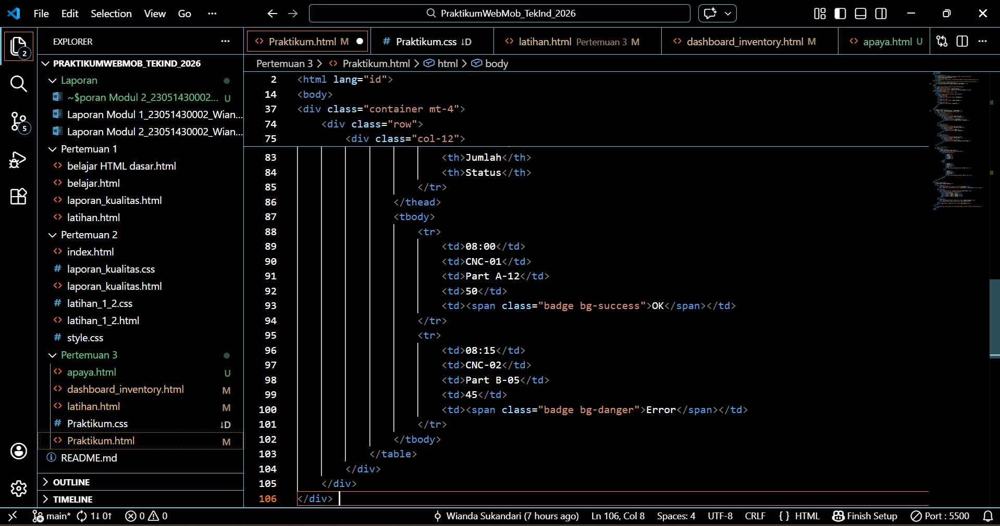 File Edit Selection View Go ···
PraktikumWebMob_TekInd_2026
EXPLORER ···
2
5
PRAKTIKUMWEBMOB_TEKIND_2026
Laporan
~$poran Modul 2_23051430002... U
Laporan Modul 1_23051430002_Wian...
Laporan Modul 2_23051430002_Wian...
Pertemuan 1
belajar HTML dasar.html
belajar.html
laporan_kualitas.html
latihan.html
Pertemuan 2
index.html
# laporan_kualitas.css
laporan_kualitas.html
# latihan_1_2.css
latihan_1_2.html
# style.css
Pertemuan 3
apaya.html U
dashboard_inventory.html M
latihan.html M
# Praktikum.css ↓D
Praktikum.html M
README.md
OUTLINE
TIMELINE
Praktikum.html M # Praktikum.css ↓D latihan.html Pertemuan 3 M dashboard_inventory.html M apaya.html U ···
Pertemuan 3 > Praktikum.html > html > body
2 <html lang="id">
14 <body>
37 <div class="container mt-4">
74 <div class="row">
75 <div class="col-12">
83 <th>Jumlah</th>
84 <th>Status</th>
85 </tr>
86 </thead>
87 <tbody>
88 <tr>
89 <td>08:00</td>
90 <td>CNC-01</td>
91 <td>Part A-12</td>
92 <td>50</td>
93 <td><span class="badge bg-success">OK</span></td>
94 </tr>
95 <tr>
96 <td>08:15</td>
97 <td>CNC-02</td>
98 <td>Part B-05</td>
99 <td>45</td>
100 <td><span class="badge bg-danger">Error</span></td>
101 </tr>
102 </tbody>
103 </table>
104 </div>
105 </div>
106 </div>
main* 1↓ 0↑ 0 0 Wianda Sukandari (7 hours ago) Ln 106, Col 8 Spaces: 4 UTF-8 CRLF { } HTML Finish Setup Port : 5500